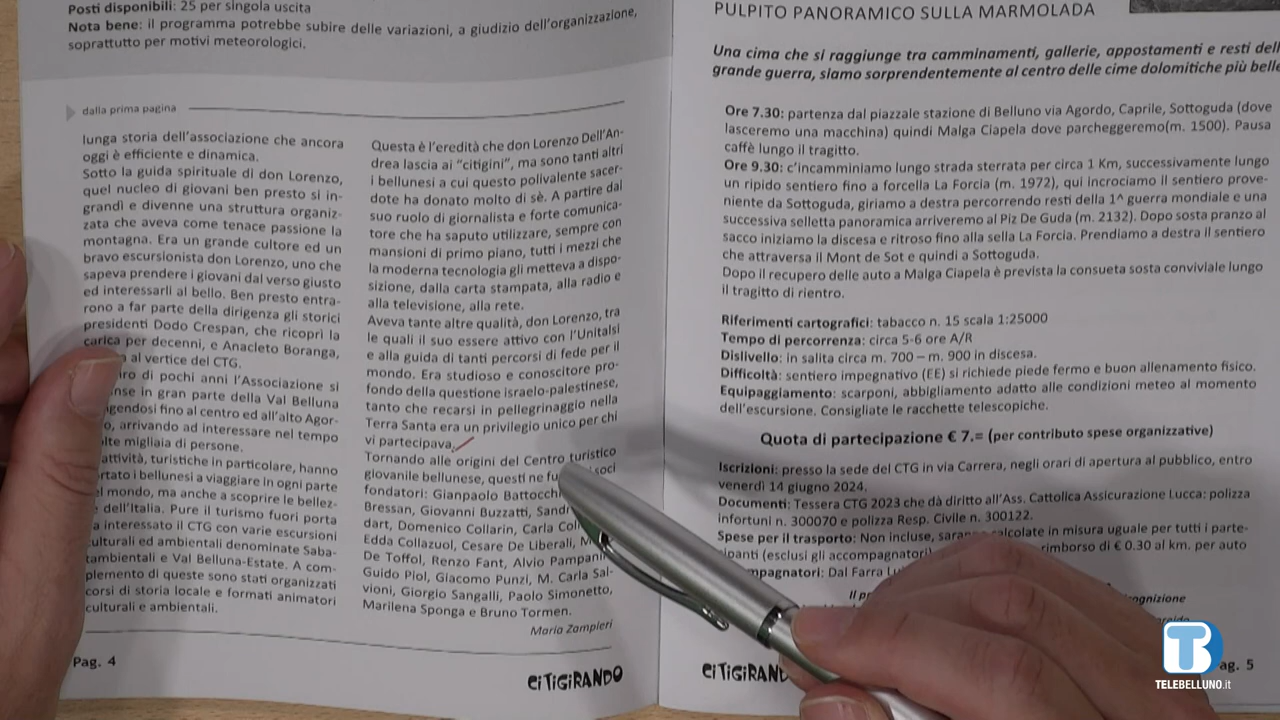 Posti disponibili: 25 per singola uscita
Nota bene: il programma potrebbe subire delle variazioni, a giudizio dell'organizzazione,
soprattutto per motivi meteorologici.
dalla prima pagina
lunga storia dell'associazione che ancora
oggi è efficiente e dinamica.
Sotto la guida spirituale di don Lorenzo,
quel nucleo di giovani ben presto si in-
grandì e divenne una struttura organiz-
zata che aveva come tenace passione la
montagna. Era un grande cultore ed un
bravo escursionista don Lorenzo, uno che
sapeva prendere i giovani dal verso giusto
ed interessarli al bello. Ben presto entra-
rono a far parte della dirigenza gli storici
presidenti Dodo Crespan, che ricoprì la
carica per decenni, e Anacleto Boranga,
al vertice del CTG.
di pochi anni l'Associazione si
in gran parte della Val Belluna
fino al centro ed all'alto Agor-
arrivando ad interessare nel tempo
migliaia di persone.
attività, turistiche in particolare, hanno
i bellunesi a viaggiare in ogni parte
mondo, ma anche a scoprire le bellez-
dell'Italia. Pure il turismo fuori porta
interessato il CTG con varie escursioni
culturali ed ambientali denominate Saba-
tambientali e Val Belluna-Estate. A com-
plemento di queste sono stati organizzati
corsi di storia locale e formati animatori
culturali e ambientali.
Questa è l'eredità che don Lorenzo Dell'An-
drea lascia ai "citigini", ma sono tanti altri
i bellunesi a cui questo polivalente sacer-
dote ha donato molto di sè. A partire dal
suo ruolo di giornalista e forte comunica-
tore che ha saputo utilizzare, sempre con
mansioni di primo piano, tutti i mezzi che
la moderna tecnologia gli metteva a dispo-
sizione, dalla carta stampata, alla radio e
alla televisione, alla rete.
Aveva tante altre qualità, don Lorenzo, tra
le quali il suo essere attivo con l'Unitalsi
e alla guida di tanti percorsi di fede per il
mondo. Era studioso e conoscitore pro-
fondo della questione israelo-palestinese,
tanto che recarsi in pellegrinaggio nella
Terra Santa era un privilegio unico per chi
vi partecipava.
Tornando alle origini del Centro turistico
giovanile bellunese, questi ne soci
fondatori: Gianpaolo
Bressan, Giovanni Buzzatti,
dart, Domenico Collarin, Carla
Edda Collazuol, Cesare De Liberali,
De Toffol, Renzo Fant, Alvio
Guido Piol, Giacomo Punzi, M. Carla Sal-
vioni, Giorgio Sangalli, Paolo Simonetto,
Marilena Sponga e Bruno Tormen.
Maria Zampieri
Pag. 4
CITIGIRANDO
PULPITO PANORAMICO SULLA MARMOLADA
Una cima che si raggiunge tra camminamenti, gallerie, appostamenti e resti
grande guerra, siamo sorprendentemente al centro delle cime dolomitiche più
Ore 7.30: partenza dal piazzale stazione di Belluno via Agordo, Caprile, Sottoguda (dove
lasceremo una macchina) quindi Malga Ciapela dove parcheggeremo(m. 1500). Pausa
caffè lungo il tragitto.
Ore 9.30: c'incamminiamo lungo strada sterrata per circa 1 Km, successivamente lungo
un ripido sentiero fino a forcella La Forcia (m. 1972), qui incrociamo il sentiero prove-
niente da Sottoguda, giriamo a destra percorrendo resti della 1^ guerra mondiale e una
successiva selletta panoramica arriveremo al Piz De Guda (m. 2132). Dopo sosta pranzo al
sacco iniziamo la discesa e ritroso fino alla sella La Forcia. Prendiamo a destra il sentiero
che attraversa il Mont de Sot e quindi a Sottoguda.
Dopo il recupero delle auto a Malga Ciapela è prevista la consueta sosta conviviale lungo
il tragitto di rientro.
Riferimenti cartografici: tabacco n. 15 scala 1:25000
Tempo di percorrenza: circa 5-6 ore A/R
Dislivello: in salita circa m. 700 – m. 900 in discesa.
Difficoltà: sentiero impegnativo (EE) si richiede piede fermo e buon allenamento fisico.
Equipaggiamento: scarponi, abbigliamento adatto alle condizioni meteo al momento
dell'escursione. Consigliate le racchette telescopiche.
Quota di partecipazione € 7.= (per contributo spese organizzative)
Iscrizioni: presso la sede del CTG in via Carrera, negli orari di apertura al pubblico, entro
venerdì 14 giugno 2024.
Documenti: Tessera CTG 2023 che dà diritto all'Ass. Cattolica Assicurazione Lucca: polizza
infortuni n. 300070 e polizza Resp. Civile n. 300122.
Spese per il trasporto: Non incluse, saranno calcolate in misura uguale per tutti i parte-
cipanti (esclusi gli accompagnatori) rimborso di € 0.30 al km. per auto
Dal Farra
Pag. 5
TELEBELLUNO.it